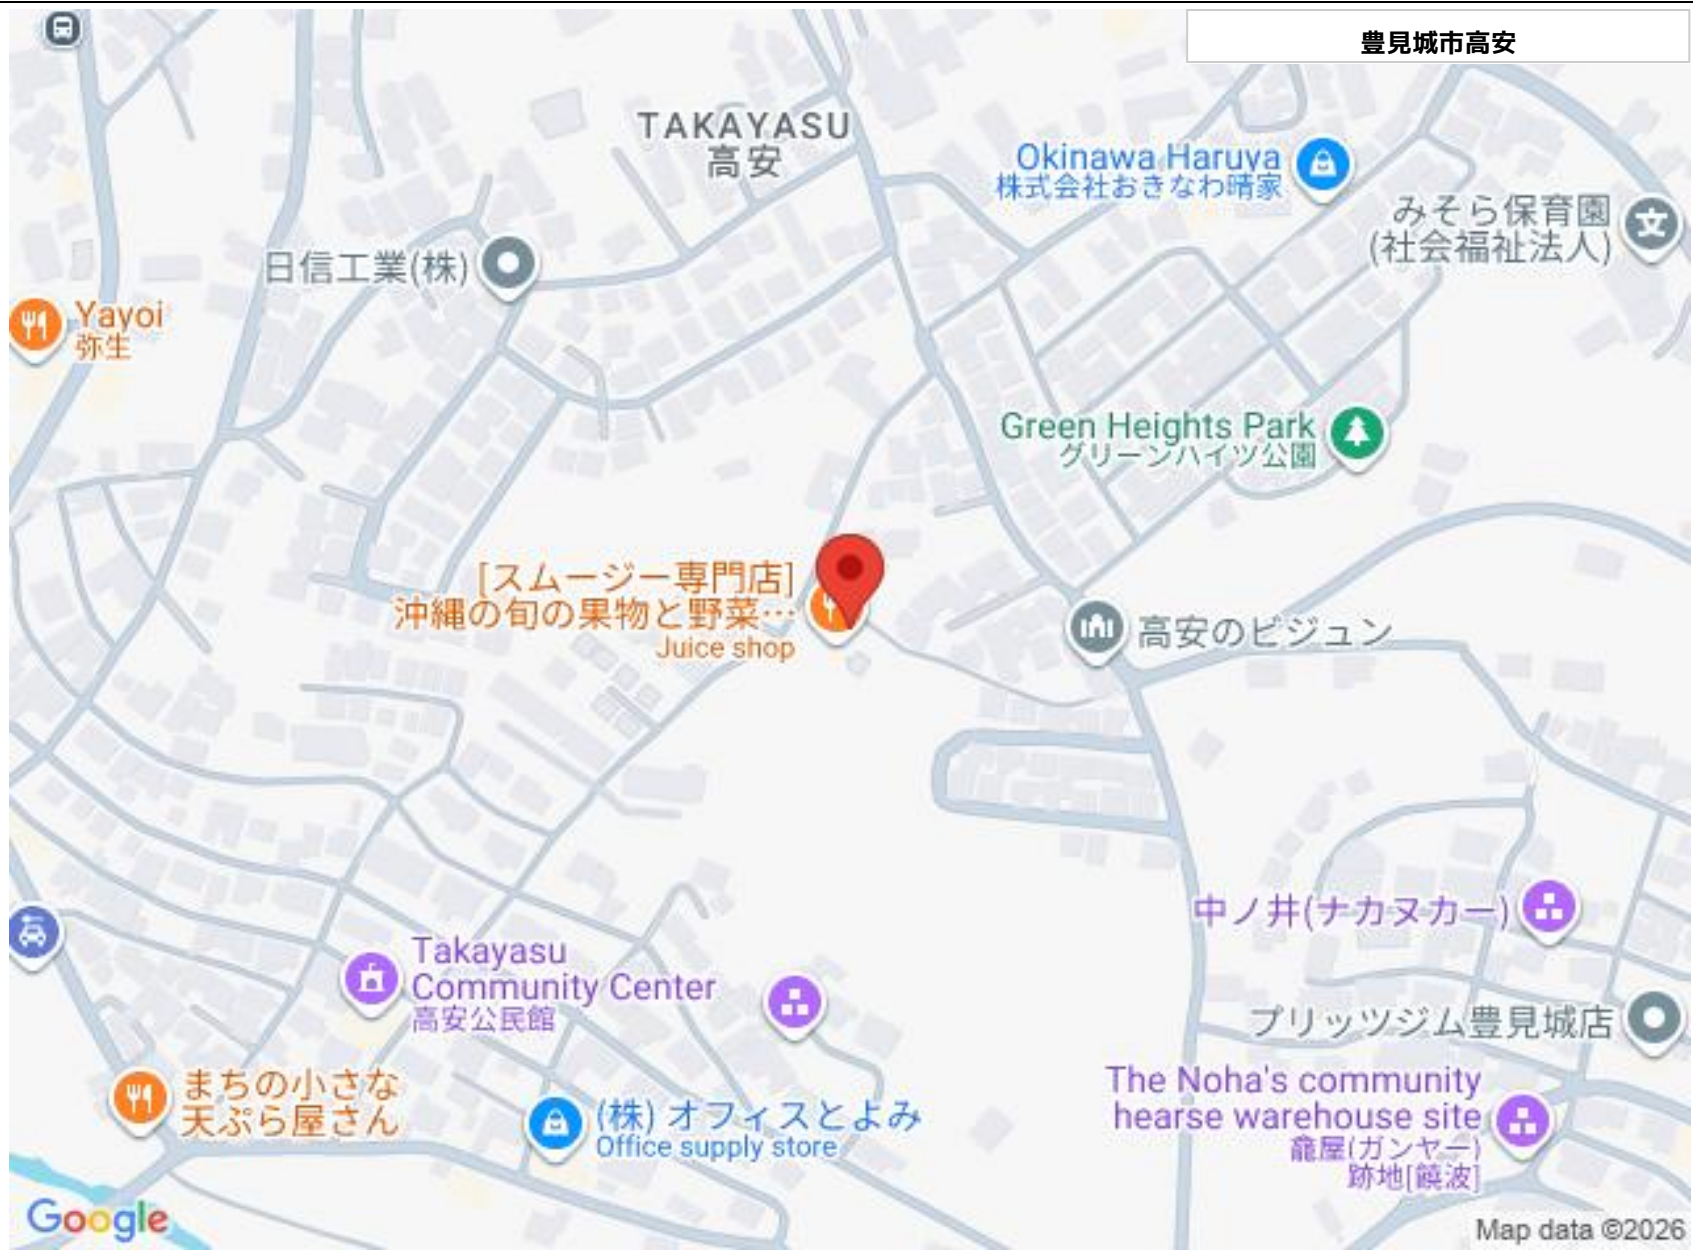 豊見城市高安
TAKAYASU
高安
Okinawa Haruya
株式会社おきなわ晴家
みそら保育園
(社会福祉法人)
日信工業(株)
Yayoi
弥生
Green Heights Park
グリーンハイツ公園
[スムージー専門店]
沖縄の旬の果物と野菜…
Juice shop
高安のビジュン
中ノ井(ナカヌカー)
Takayasu
Community Center
高安公民館
プリッツジム豊見城店
まちの小さな
天ぷら屋さん
(株) オフィスとよみ
Office supply store
The Noha's community
hearse warehouse site
龕屋(ガンヤー)
跡地[饒波]
Google
Map data ©2026